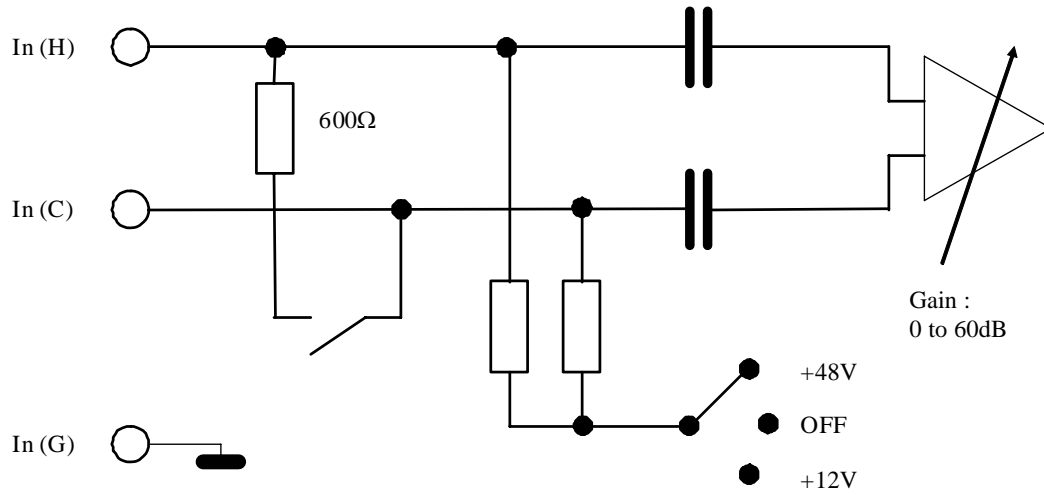 In (H)
600Ω
In (C)
Gain :
0 to 60dB
+48V
OFF
In (G)
+12V